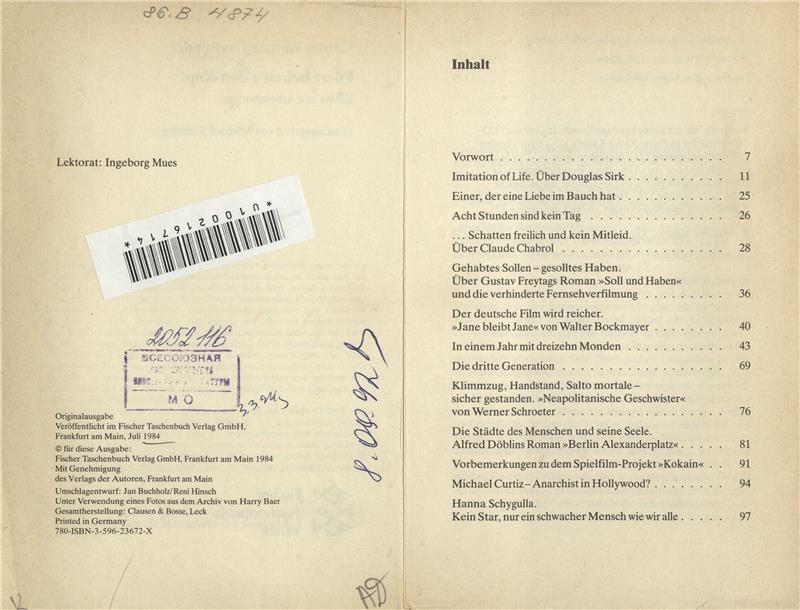 86.B 4874
Lektorat: Ingeborg Mues
*U100216714*
2052116
ВСЕСОЮЗНАЯ
МО
Originalausgabe
Veröffentlicht im Fischer Taschenbuch Verlag GmbH,
Frankfurt am Main, Juli 1984
© für diese Ausgabe:
Fischer Taschenbuch Verlag GmbH, Frankfurt am Main 1984
Mit Genehmigung
des Verlags der Autoren, Frankfurt am Main
Umschlagentwurf: Jan Buchholz/Reni Hinsch
Unter Verwendung eines Fotos aus dem Archiv von Harry Baer
Gesamtherstellung: Clausen & Bosse, Leck
Printed in Germany
780-ISBN-3-596-23672-X
Inhalt
Vorwort . . . . . . . . . . . . . . . . . . . . . . . . 7
Imitation of Life. Über Douglas Sirk . . . . . . . . . . 11
Einer, der eine Liebe im Bauch hat . . . . . . . . . . . 25
Acht Stunden sind kein Tag . . . . . . . . . . . . . . 26
... Schatten freilich und kein Mitleid.
Über Claude Chabrol . . . . . . . . . . . . . . . . . 28
Gehabtes Sollen – gesolltes Haben.
Über Gustav Freytags Roman »Soll und Haben«
und die verhinderte Fernsehverfilmung . . . . . . . . . 36
Der deutsche Film wird reicher.
»Jane bleibt Jane« von Walter Bockmayer . . . . . . . . 40
In einem Jahr mit dreizehn Monden . . . . . . . . . . . 43
Die dritte Generation . . . . . . . . . . . . . . . . . 69
Klimmzug, Handstand, Salto mortale –
sicher gestanden. »Neapolitanische Geschwister«
von Werner Schroeter . . . . . . . . . . . . . . . . . 76
Die Städte des Menschen und seine Seele.
Alfred Döblins Roman »Berlin Alexanderplatz« . . . . . 81
Vorbemerkungen zu dem Spielfilm-Projekt »Kokain« . . 91
Michael Curtiz – Anarchist in Hollywood? . . . . . . . . 94
Hanna Schygulla.
Kein Star, nur ein schwacher Mensch wie wir alle . . . . . 97